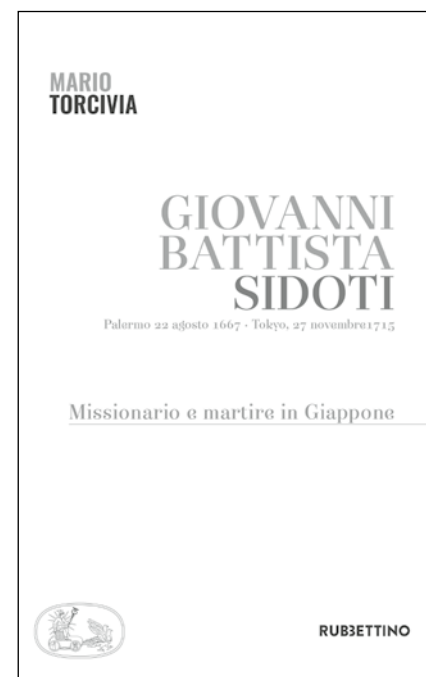 MARIO
TORCIVIA
GIOVANNI
BATTISTA
SIDOTI
Palermo 22 agosto 1667 - Tokyo, 27 novembre1715
Missionario e martire in Giappone
RUBBETTINO